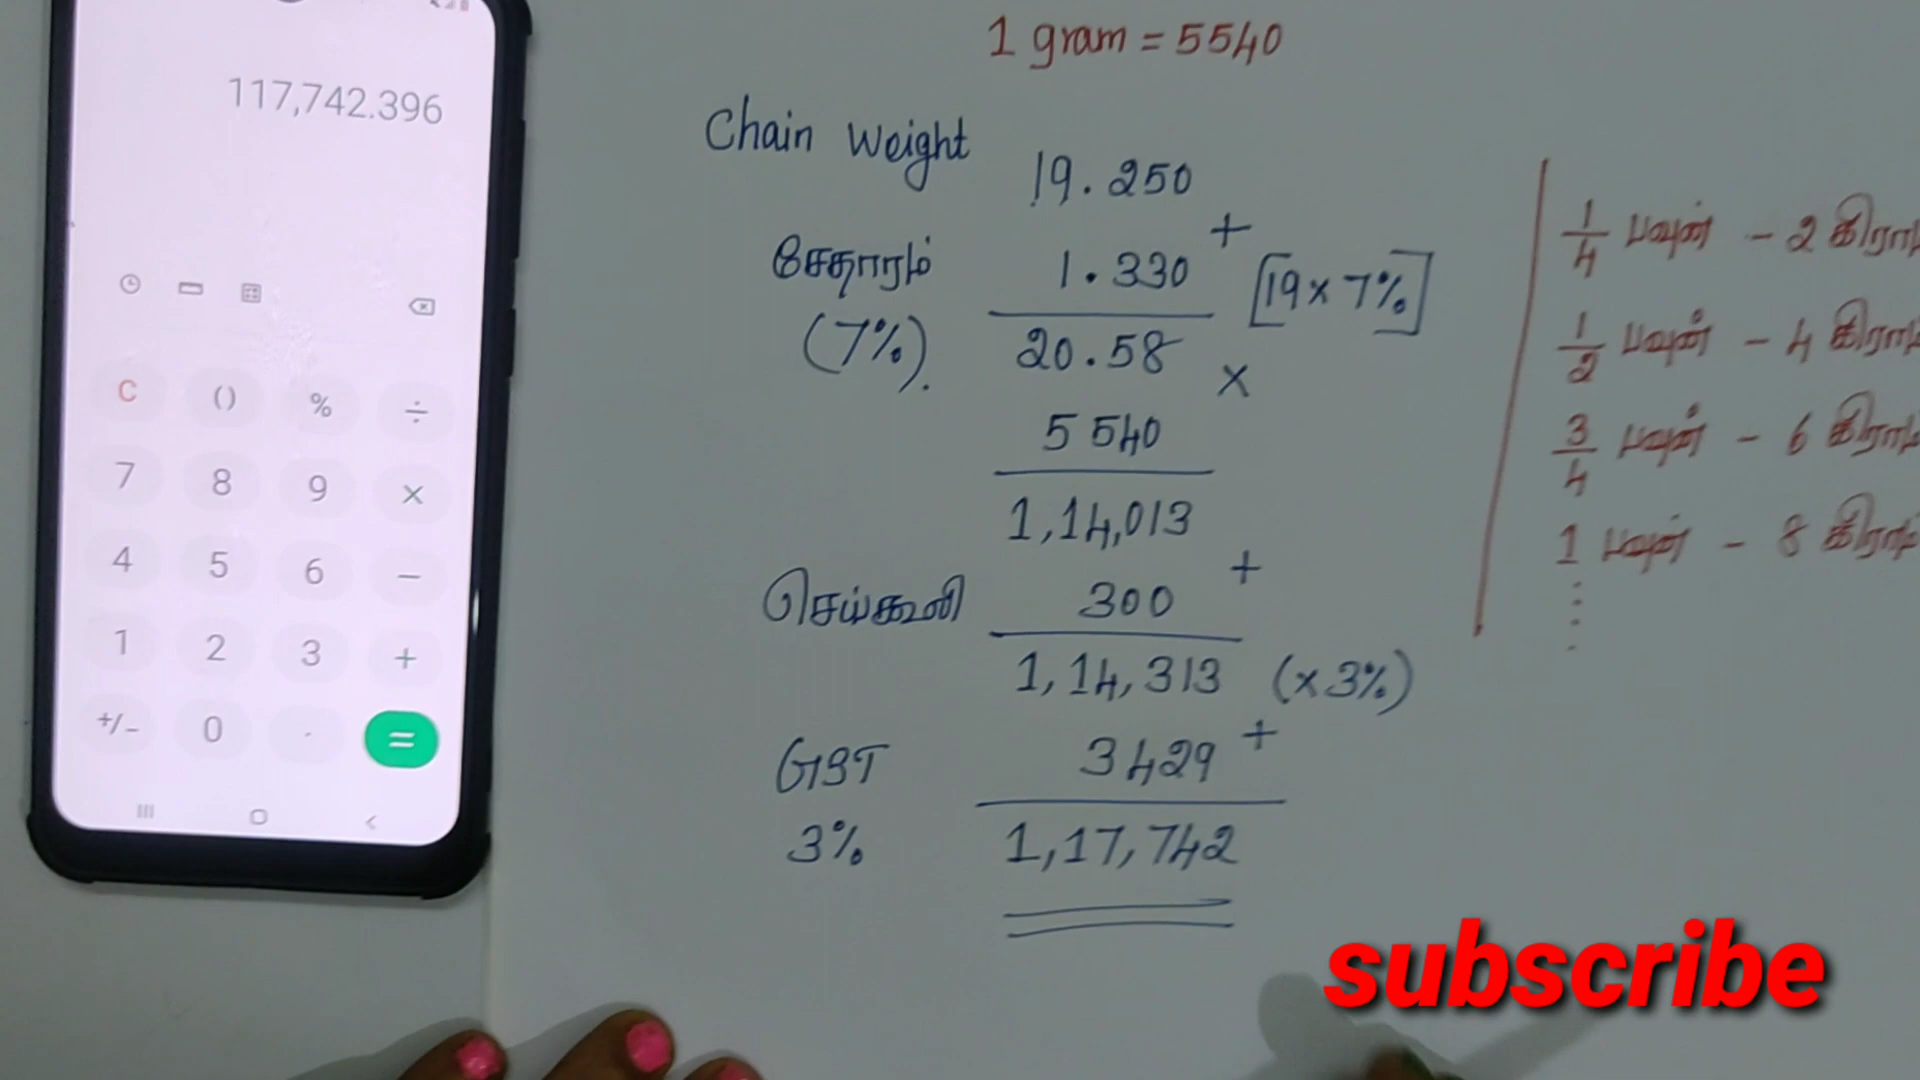 117,742.396
C () % ÷
7 8 9 ×
4 5 6 −
1 2 3 +
+/− 0 . =
1 gram = 5540
Chain Weight 19.250
+
சேதாரம் 1.330 [19 x 7%]
(7%). 20.58 x
5540
1,14,013
+
செய்கூலி 300
1,14,313 (x 3%)
GST 3429 +
3% 1,17,742
1/4 பவுன் - 2 கிராம்
1/2 பவுன் - 4 கிராம்
3/4 பவுன் - 6 கிராம்
1 பவுன் - 8 கிராம்
subscribe